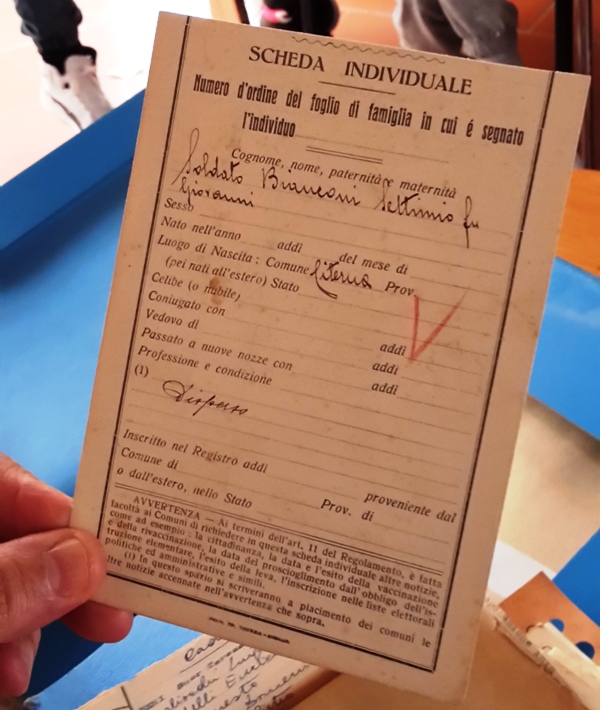 SCHEDA INDIVIDUALE
Numero d'ordine del foglio di famiglia in cui é segnato
l'individuo
Cognome, nome, paternità e maternità
Soldato Bianconi Settimio fu
Giovanni
Sesso
Nato nell'anno addì del mese di
Luogo di Nascita : Comune Literna Prov.
(pei nati all'estero) Stato
Celibe (o nubile)
Coniugato con addì
Vedovo di addì
Passato a nuove nozze con addì
Professione e condizione
(1)
Disperso
Inscritto nel Registro addì proveniente dal
Comune di Prov. di
o dall'estero, nello Stato
(1) AVVERTENZA — Ai termini dell'art. 11 del Regolamento, è fatta
facoltà ai Comuni di richiedere in questa scheda individuale altre notizie,
come ad esempio : la cittadinanza, la data e l'esito della vaccinazione
e della rivaccinazione, la data del proscioglimento dall'obbligo dell'is-
truzione elementare, l'esito della leva, l'inscrizione nelle liste elettorali
politiche ed amministrative e simili.
(1) In questo spazio si scriveranno a piacimento dei comuni le
altre notizie accennate nell'avvertenza che sopra.